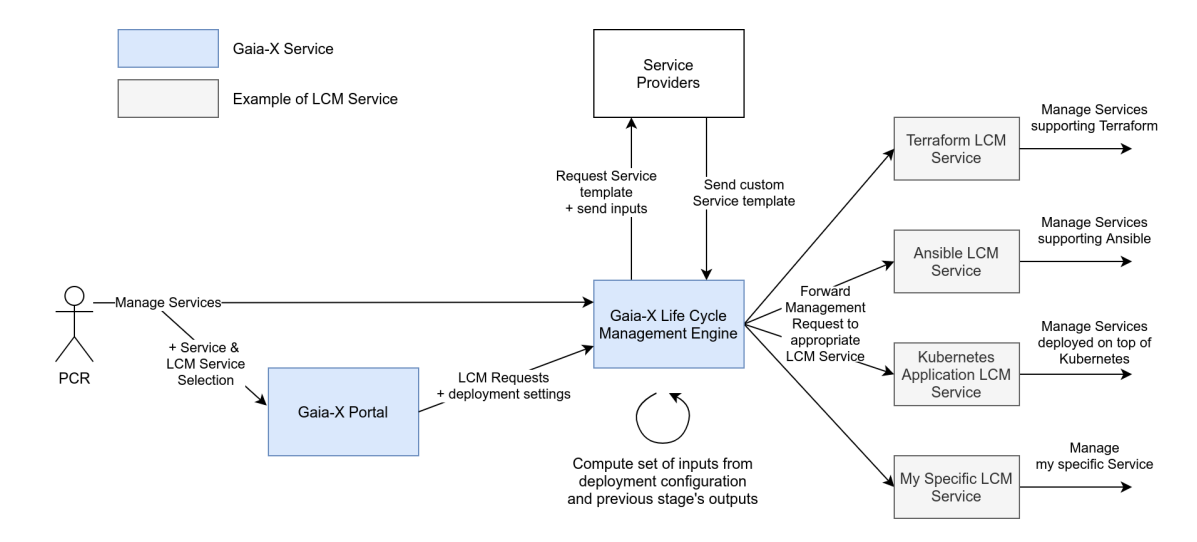 Gaia-X Service
Example of LCM Service
Service
Providers
Request Service
template
+ send inputs
Send custom
Service template
Terraform LCM
Service
Manage Services
supporting Terraform
Ansible LCM
Service
Manage Services
supporting Ansible
PCR
Manage Services
+ Service &
LCM Service
Selection
Gaia-X Portal
LCM Requests
+ deployment settings
Gaia-X Life Cycle
Management Engine
Forward
Management
Request to
appropriate
LCM Service
Kubernetes
Application LCM
Service
Manage Services
deployed on top of
Kubernetes
Compute set of inputs from
deployment configuration
and previous stage's outputs
My Specific LCM
Service
Manage
my specific Service